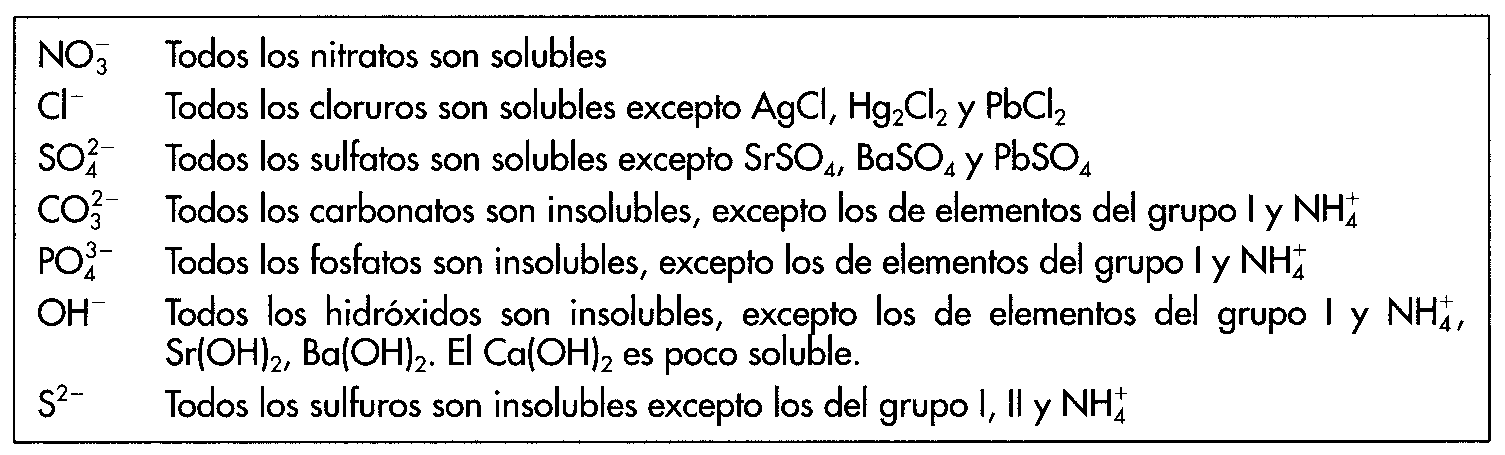 NO₃⁻ Todos los nitratos son solubles
Cl⁻ Todos los cloruros son solubles excepto AgCl, Hg₂Cl₂ y PbCl₂
SO₄²⁻ Todos los sulfatos son solubles excepto SrSO₄, BaSO₄ y PbSO₄
CO₃²⁻ Todos los carbonatos son insolubles, excepto los de elementos del grupo I y NH₄⁺
PO₄³⁻ Todos los fosfatos son insolubles, excepto los de elementos del grupo I y NH₄⁺
OH⁻ Todos los hidróxidos son insolubles, excepto los de elementos del grupo I y NH₄⁺,
Sr(OH)₂, Ba(OH)₂. El Ca(OH)₂ es poco soluble.
S²⁻ Todos los sulfuros son insolubles excepto los del grupo I, II y NH₄⁺